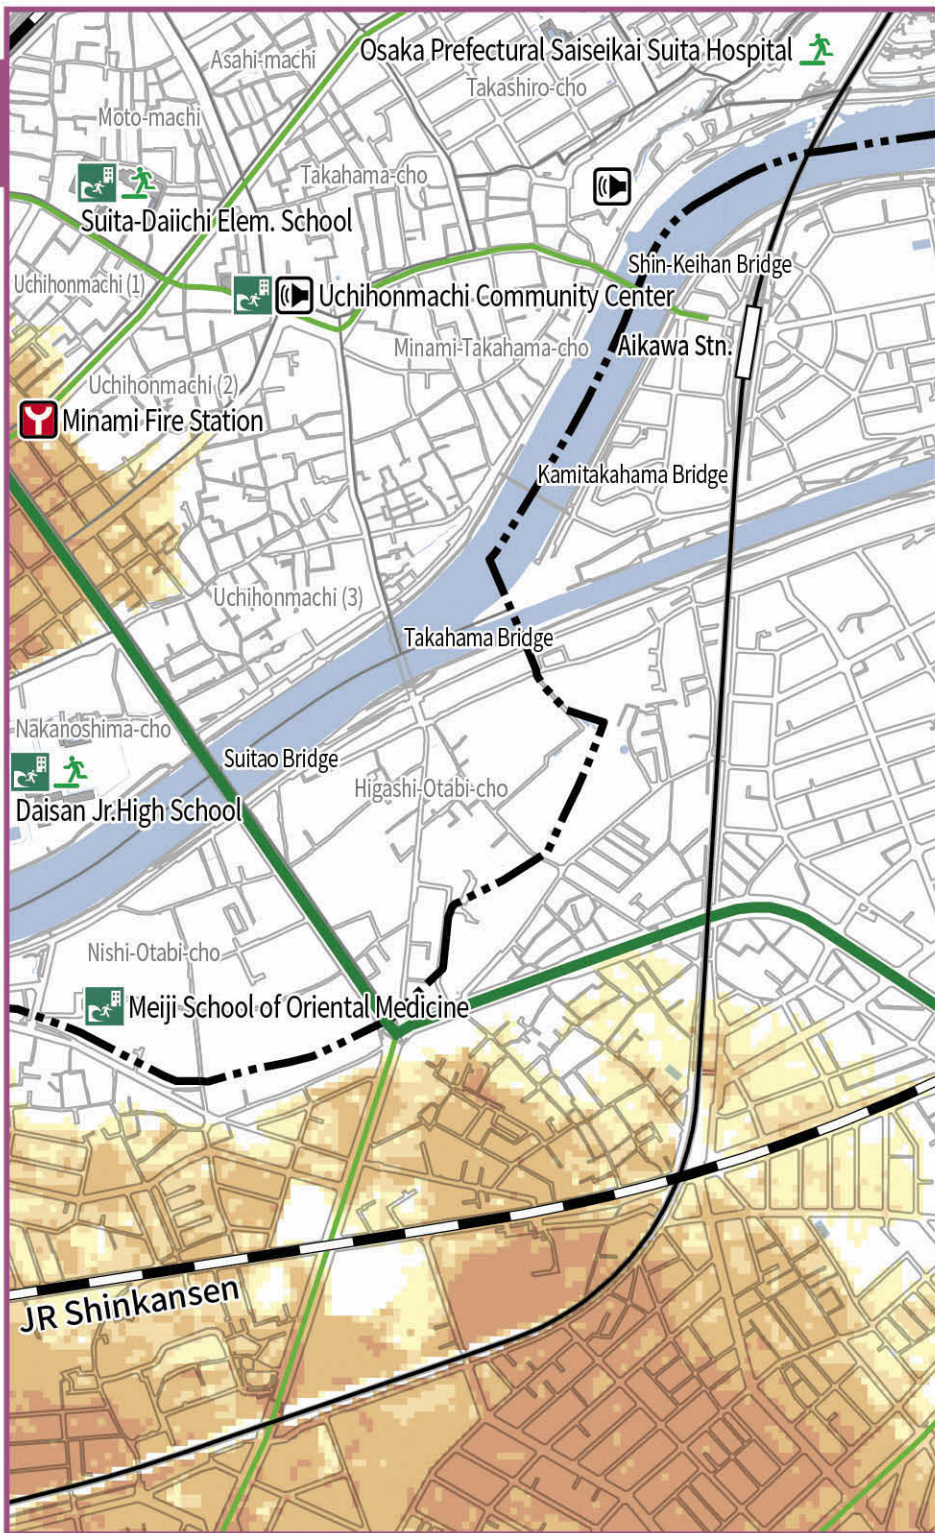 Asahi-machi
Osaka Prefectural Saiseikai Suita Hospital
Takashiro-cho
Moto-machi
Takahama-cho
Suita-Daiichi Elem. School
Uchihonmachi (1)
Shin-Keihan Bridge
Uchihonmachi Community Center
Minami-Takahama-cho
Aikawa Stn.
Uchihonmachi (2)
Minami Fire Station
Kamitakahama Bridge
Uchihonmachi (3)
Takahama Bridge
Nakanoshima-cho
Suitao Bridge
Higashi-Otabi-cho
Daisan Jr.High School
Nishi-Otabi-cho
Meiji School of Oriental Medicine
JR Shinkansen